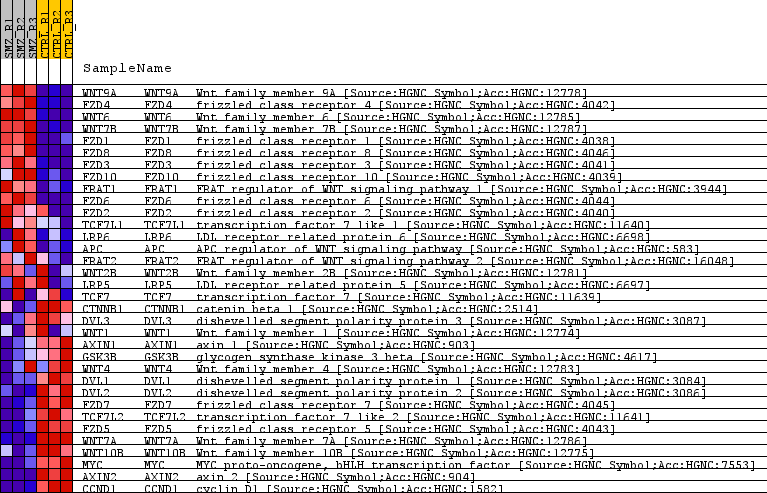 SMZ_R1
SMZ_R2
SMZ_R3
CTRL_R1
CTRL_R2
CTRL_R3
SampleName
WNT9A WNT9A Wnt family member 9A [Source:HGNC Symbol;Acc:HGNC:12778]
FZD4 FZD4 frizzled class receptor 4 [Source:HGNC Symbol;Acc:HGNC:4042]
WNT6 WNT6 Wnt family member 6 [Source:HGNC Symbol;Acc:HGNC:12785]
WNT7B WNT7B Wnt family member 7B [Source:HGNC Symbol;Acc:HGNC:12787]
FZD1 FZD1 frizzled class receptor 1 [Source:HGNC Symbol;Acc:HGNC:4038]
FZD8 FZD8 frizzled class receptor 8 [Source:HGNC Symbol;Acc:HGNC:4046]
FZD3 FZD3 frizzled class receptor 3 [Source:HGNC Symbol;Acc:HGNC:4041]
FZD10 FZD10 frizzled class receptor 10 [Source:HGNC Symbol;Acc:HGNC:4039]
FRAT1 FRAT1 FRAT regulator of WNT signaling pathway 1 [Source:HGNC Symbol;Acc:HGNC:3944]
FZD6 FZD6 frizzled class receptor 6 [Source:HGNC Symbol;Acc:HGNC:4044]
FZD2 FZD2 frizzled class receptor 2 [Source:HGNC Symbol;Acc:HGNC:4040]
TCF7L1 TCF7L1 transcription factor 7 like 1 [Source:HGNC Symbol;Acc:HGNC:11640]
LRP6 LRP6 LDL receptor related protein 6 [Source:HGNC Symbol;Acc:HGNC:6698]
APC APC APC regulator of WNT signaling pathway [Source:HGNC Symbol;Acc:HGNC:583]
FRAT2 FRAT2 FRAT regulator of WNT signaling pathway 2 [Source:HGNC Symbol;Acc:HGNC:16048]
WNT2B WNT2B Wnt family member 2B [Source:HGNC Symbol;Acc:HGNC:12781]
LRP5 LRP5 LDL receptor related protein 5 [Source:HGNC Symbol;Acc:HGNC:6697]
TCF7 TCF7 transcription factor 7 [Source:HGNC Symbol;Acc:HGNC:11639]
CTNNB1 CTNNB1 catenin beta 1 [Source:HGNC Symbol;Acc:HGNC:2514]
DVL3 DVL3 dishevelled segment polarity protein 3 [Source:HGNC Symbol;Acc:HGNC:3087]
WNT1 WNT1 Wnt family member 1 [Source:HGNC Symbol;Acc:HGNC:12774]
AXIN1 AXIN1 axin 1 [Source:HGNC Symbol;Acc:HGNC:903]
GSK3B GSK3B glycogen synthase kinase 3 beta [Source:HGNC Symbol;Acc:HGNC:4617]
WNT4 WNT4 Wnt family member 4 [Source:HGNC Symbol;Acc:HGNC:12783]
DVL1 DVL1 dishevelled segment polarity protein 1 [Source:HGNC Symbol;Acc:HGNC:3084]
DVL2 DVL2 dishevelled segment polarity protein 2 [Source:HGNC Symbol;Acc:HGNC:3086]
FZD7 FZD7 frizzled class receptor 7 [Source:HGNC Symbol;Acc:HGNC:4045]
TCF7L2 TCF7L2 transcription factor 7 like 2 [Source:HGNC Symbol;Acc:HGNC:11641]
FZD5 FZD5 frizzled class receptor 5 [Source:HGNC Symbol;Acc:HGNC:4043]
WNT7A WNT7A Wnt family member 7A [Source:HGNC Symbol;Acc:HGNC:12786]
WNT10B WNT10B Wnt family member 10B [Source:HGNC Symbol;Acc:HGNC:12775]
MYC MYC MYC proto-oncogene, bHLH transcription factor [Source:HGNC Symbol;Acc:HGNC:7553]
AXIN2 AXIN2 axin 2 [Source:HGNC Symbol;Acc:HGNC:904]
CCND1 CCND1 cyclin D1 [Source:HGNC Symbol;Acc:HGNC:1582]